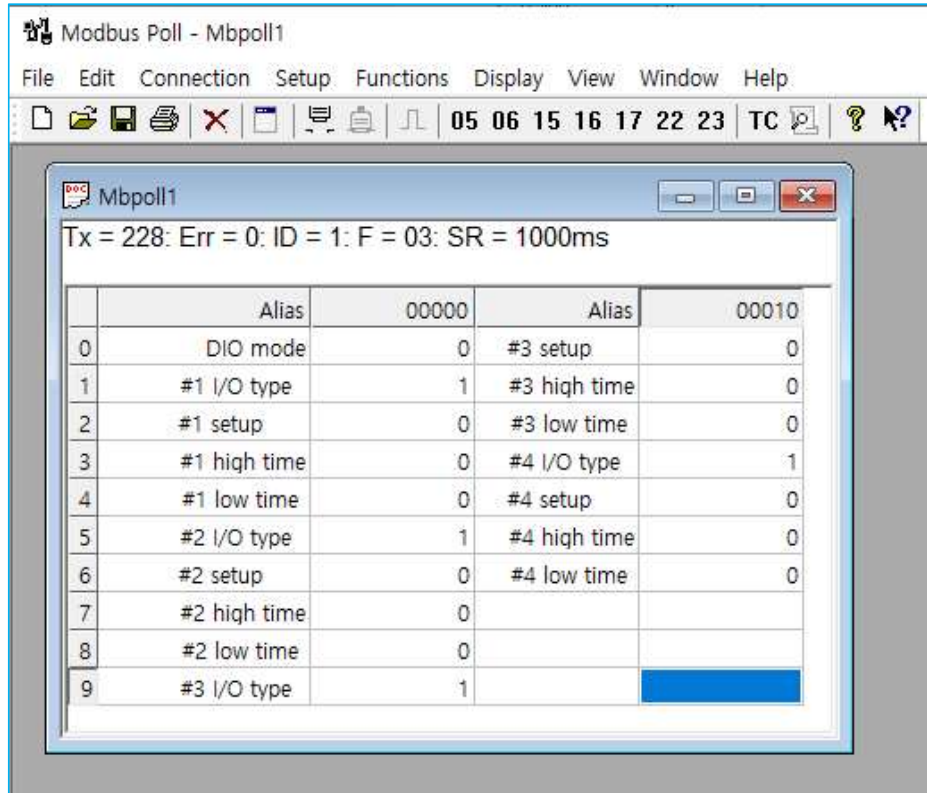 Modbus Poll - Mbpoll1
File Edit Connection Setup Functions Display View Window Help
05 06 15 16 17 22 23 TC
Mbpoll1
Tx = 228: Err = 0: ID = 1: F = 03: SR = 1000ms
Alias 00000 Alias 00010
0 DIO mode 0 #3 setup 0
1 #1 I/O type 1 #3 high time 0
2 #1 setup 0 #3 low time 0
3 #1 high time 0 #4 I/O type 1
4 #1 low time 0 #4 setup 0
5 #2 I/O type 1 #4 high time 0
6 #2 setup 0 #4 low time 0
7 #2 high time 0
8 #2 low time 0
9 #3 I/O type 1